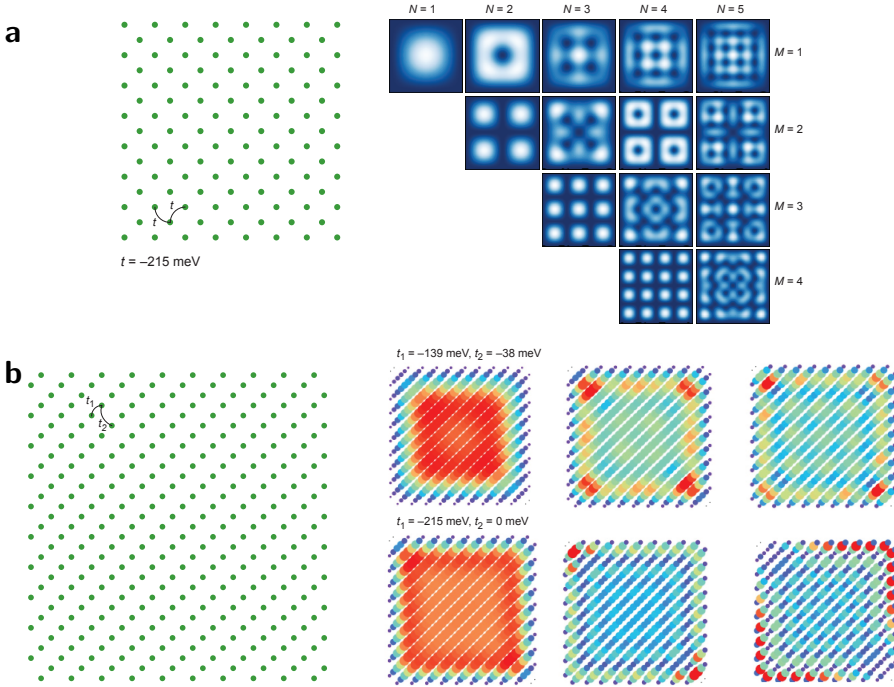 a
N = 1 N = 2 N = 3 N = 4 N = 5
M = 1
M = 2
M = 3
M = 4
t
t
t = –215 meV
b
t1
t2
t1 = –139 meV, t2 = –38 meV
t1 = –215 meV, t2 = 0 meV